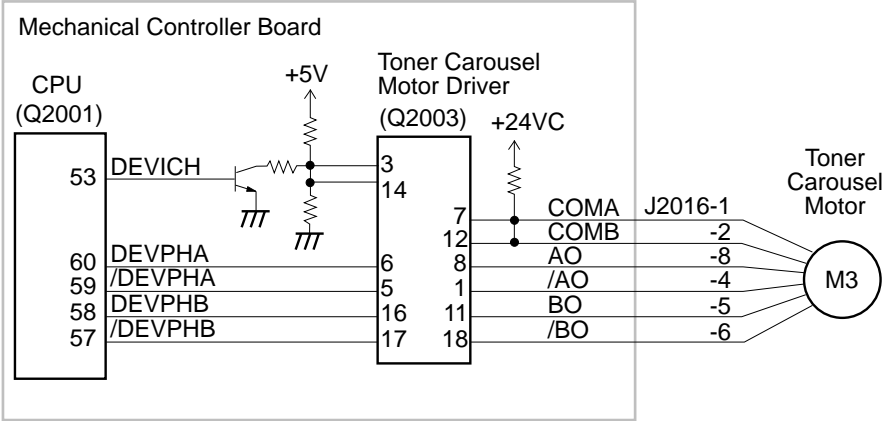 Mechanical Controller Board
CPU
(Q2001)
+5V
Toner Carousel
Motor Driver
(Q2003)
+24VC
Toner
Carousel
Motor
53 DEVICH 3
14
7 COMA J2016-1
12 COMB -2
60 DEVPHA 6 8 AO -8
59 /DEVPHA 5 1 /AO -4
58 DEVPHB 16 11 BO -5
57 /DEVPHB 17 18 /BO -6
M3